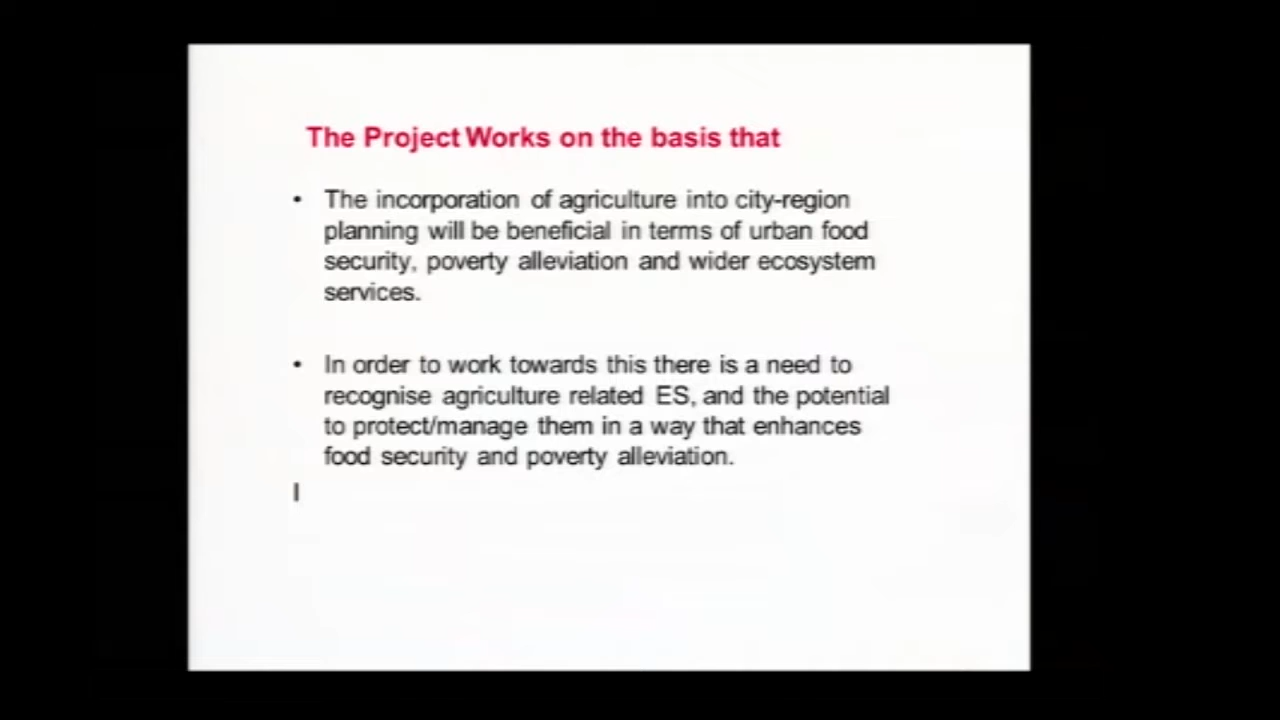 The Project Works on the basis that
• The incorporation of agriculture into city-region
planning will be beneficial in terms of urban food
security, poverty alleviation and wider ecosystem
services.
• In order to work towards this there is a need to
recognise agriculture related ES, and the potential
to protect/manage them in a way that enhances
food security and poverty alleviation.
I